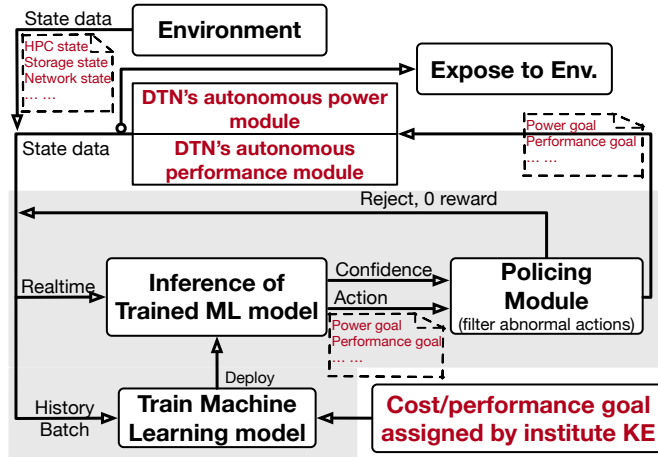 State data
Environment
HPC state
Storage state
Network state
... ...
Expose to Env.
DTN's autonomous power
module
DTN's autonomous
performance module
State data
Power goal
Performance goal
... ...
Reject, 0 reward
Realtime
Inference of
Trained ML model
Confidence
Action
Policing
Module
(filter abnormal actions)
Power goal
Performance goal
... ...
Deploy
History
Batch
Train Machine
Learning model
Cost/performance goal
assigned by institute KE